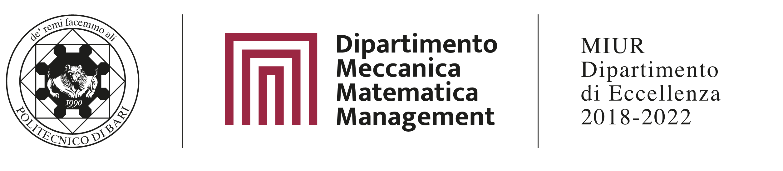 de' remi facemmo ali
1990
POLITECNICO DI BARI
Dipartimento
Meccanica
Matematica
Management
MIUR
Dipartimento
di Eccellenza
2018-2022